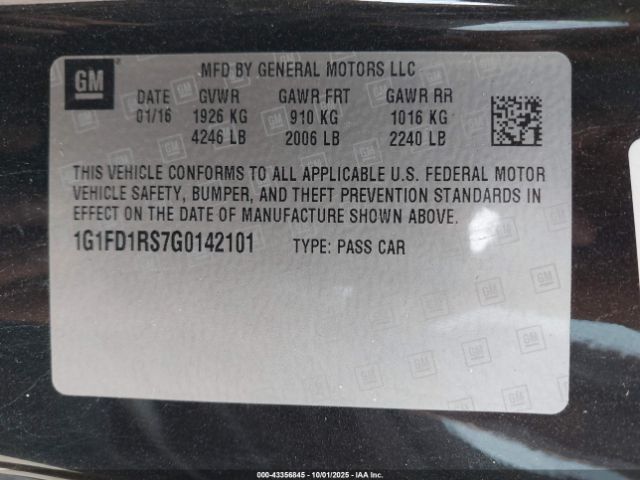 GM
MFD BY GENERAL MOTORS LLC
DATE GVWR GAWR FRT GAWR RR
01/16 1926 KG 910 KG 1016 KG
4246 LB 2006 LB 2240 LB
THIS VEHICLE CONFORMS TO ALL APPLICABLE U.S. FEDERAL MOTOR
VEHICLE SAFETY, BUMPER, AND THEFT PREVENTION STANDARDS IN
EFFECT ON THE DATE OF MANUFACTURE SHOWN ABOVE.
1G1FD1RS7G0142101 TYPE: PASS CAR
000-43356845 - 10/01/2025 - IAA Inc.